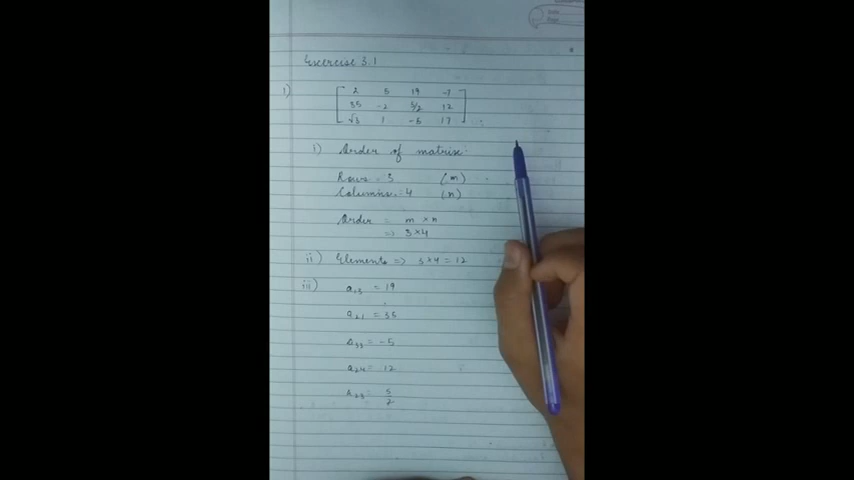 Exercise 3.1
1) [ 2 5 19 -7
35 -2 5/2 12
√3 1 -5 17 ]
i) Order of matrix:
Rows = 3 (m)
Columns = 4 (n)
Order = m × n
=> 3×4
ii) Elements => 3×4 = 12
iii) a13 = 19
a21 = 35
a33 = -5
a24 = 12
a23 = 5/2